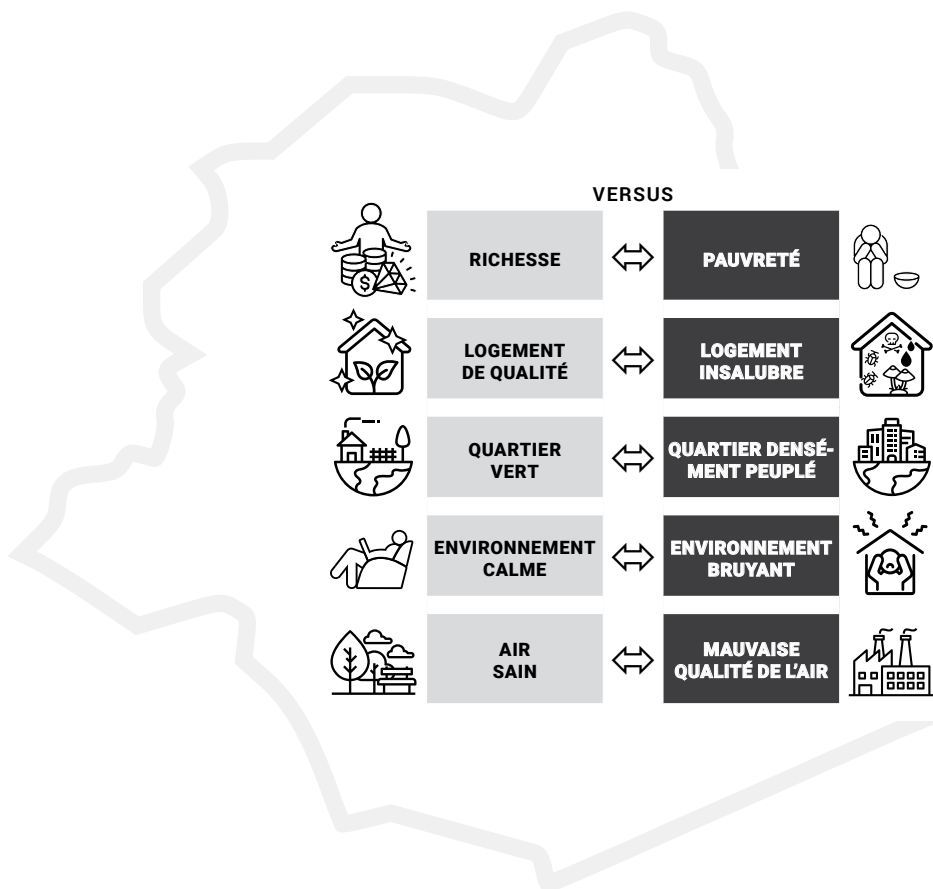 VERSUS
RICHESSE
PAUVRETÉ
LOGEMENT
DE QUALITÉ
LOGEMENT
INSALUBRE
QUARTIER
VERT
QUARTIER DENSÉ-
MENT PEUPLÉ
ENVIRONNEMENT
CALME
ENVIRONNEMENT
BRUYANT
AIR
SAIN
MAUVAISE
QUALITÉ DE L'AIR
$